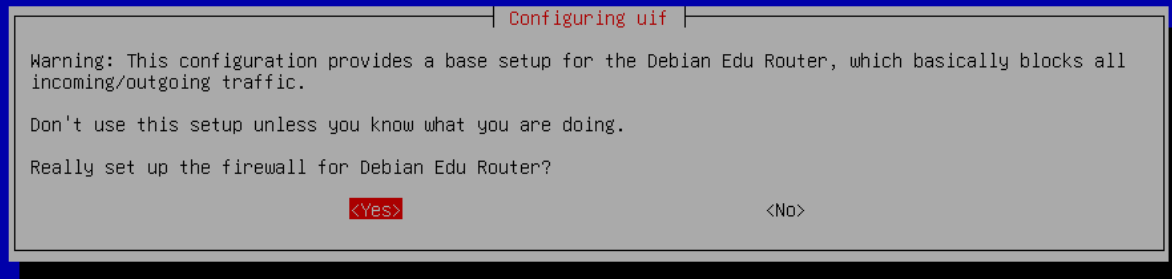 Configuring uif
Warning: This configuration provides a base setup for the Debian Edu Router, which basically blocks all
incoming/outgoing traffic.
Don't use this setup unless you know what you are doing.
Really set up the firewall for Debian Edu Router?
<Yes> <No>